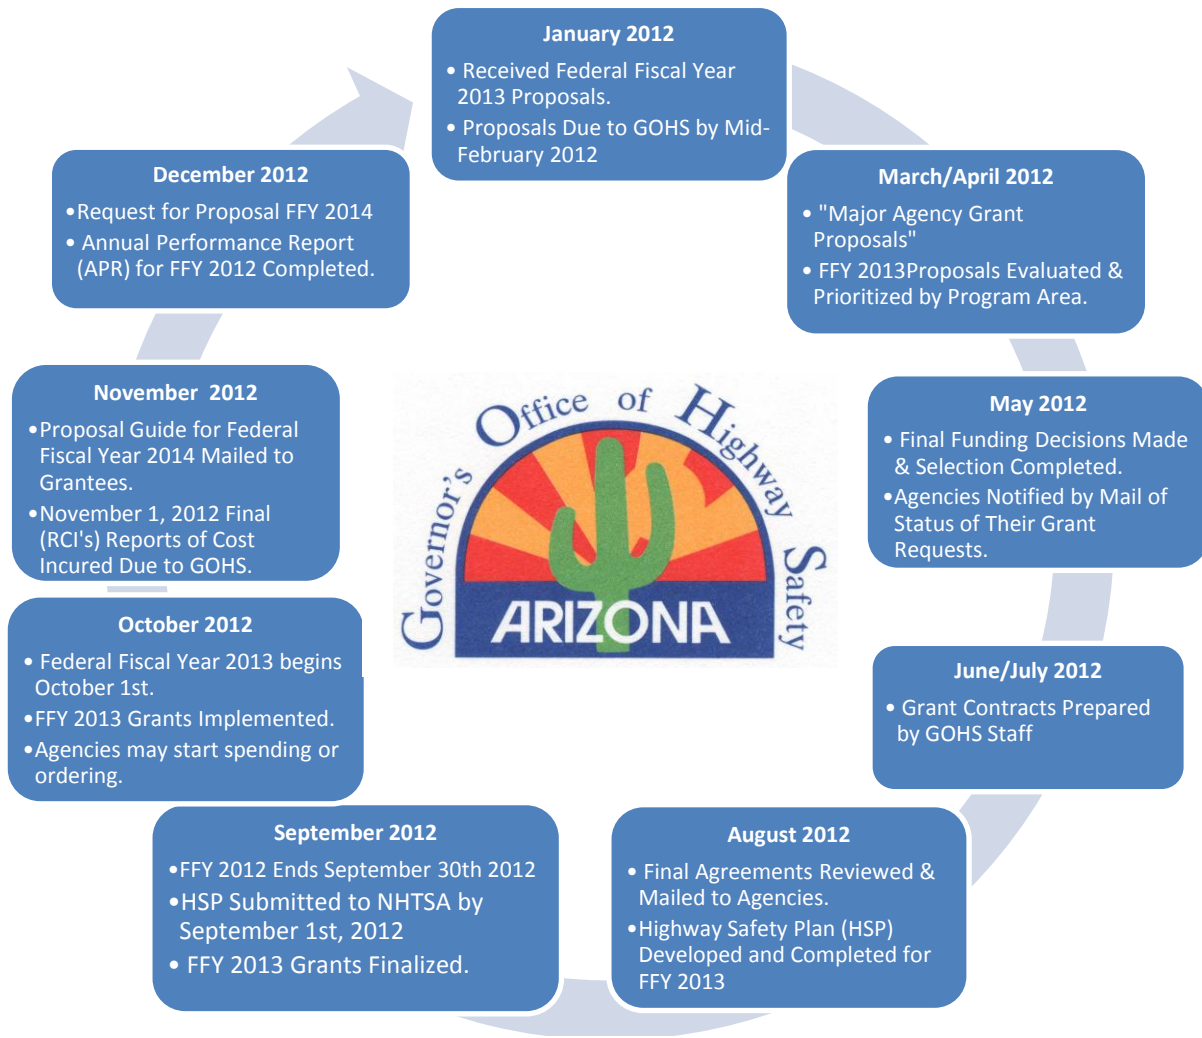 January 2012
• Received Federal Fiscal Year
2013 Proposals.
• Proposals Due to GOHS by Mid-
February 2012
March/April 2012
• "Major Agency Grant
Proposals"
• FFY 2013Proposals Evaluated &
Prioritized by Program Area.
May 2012
• Final Funding Decisions Made
& Selection Completed.
•Agencies Notified by Mail of
Status of Their Grant
Requests.
June/July 2012
• Grant Contracts Prepared
by GOHS Staff
August 2012
• Final Agreements Reviewed &
Mailed to Agencies.
•Highway Safety Plan (HSP)
Developed and Completed for
FFY 2013
September 2012
•FFY 2012 Ends September 30th 2012
•HSP Submitted to NHTSA by
September 1st, 2012
• FFY 2013 Grants Finalized.
October 2012
• Federal Fiscal Year 2013 begins
October 1st.
•FFY 2013 Grants Implemented.
•Agencies may start spending or
ordering.
November 2012
•Proposal Guide for Federal
Fiscal Year 2014 Mailed to
Grantees.
•November 1, 2012 Final
(RCI's) Reports of Cost
Incured Due to GOHS.
December 2012
•Request for Proposal FFY 2014
• Annual Performance Report
(APR) for FFY 2012 Completed.
Governor's Office of Highway Safety
ARIZONA